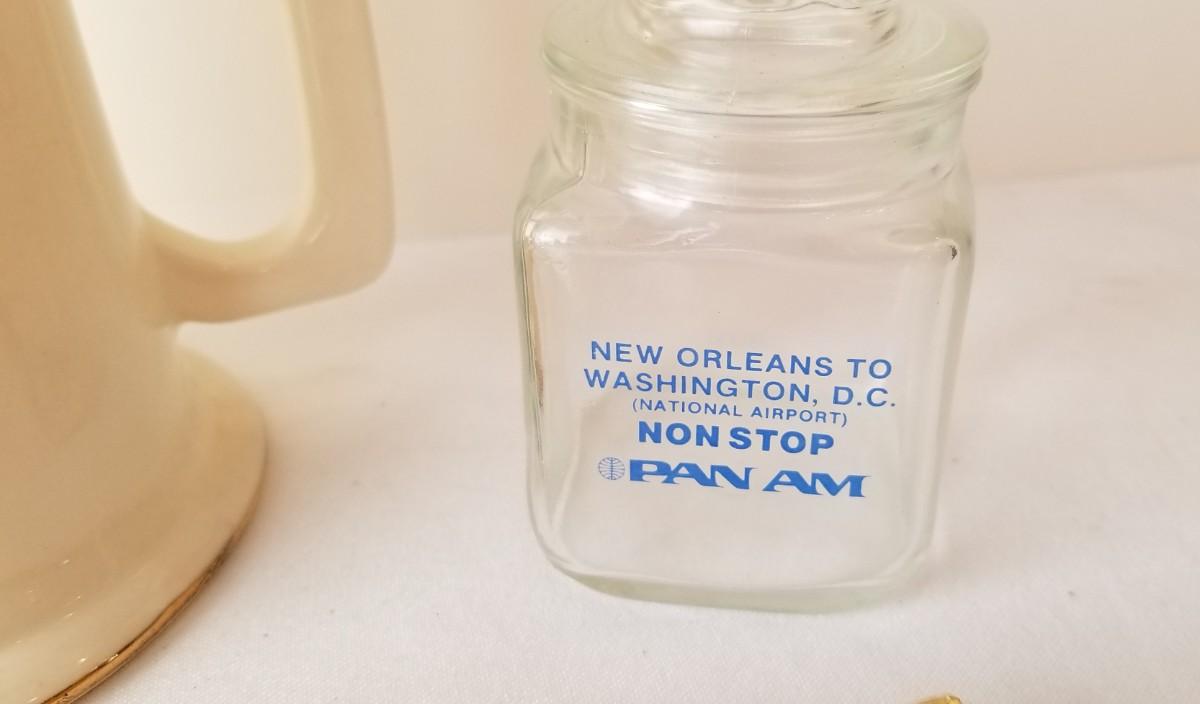 NEW ORLEANS TO
WASHINGTON, D.C.
(NATIONAL AIRPORT)
NON STOP
PAN AM